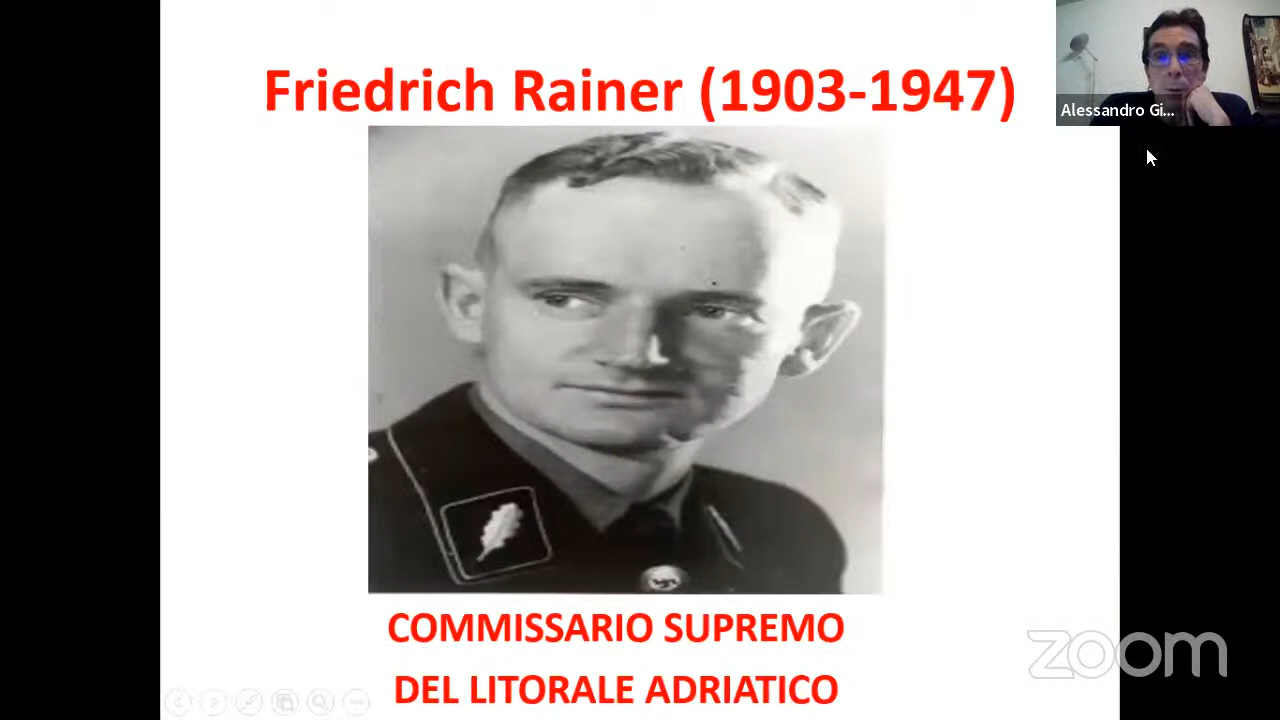 Friedrich Rainer (1903-1947)
Alessandro Gi...
COMMISSARIO SUPREMO
DEL LITORALE ADRIATICO
zoom